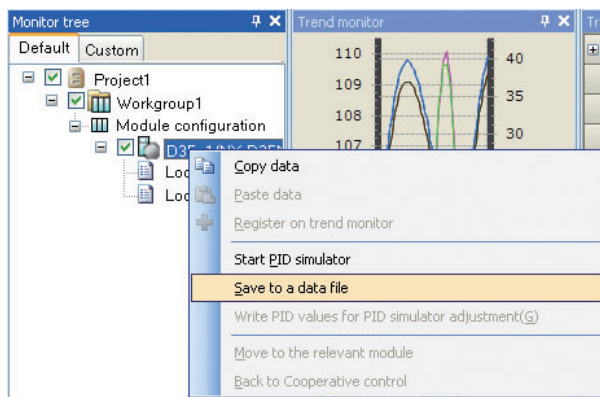 Monitor tree
Default Custom
Project1
Workgroup1
Module configuration
Trend monitor
110
109
108
107
40
35
30
Copy data
Paste data
Register on trend monitor
Start PID simulator
Save to a data file
Write PID values for PID simulator adjustment(G)
Move to the relevant module
Back to Cooperative control